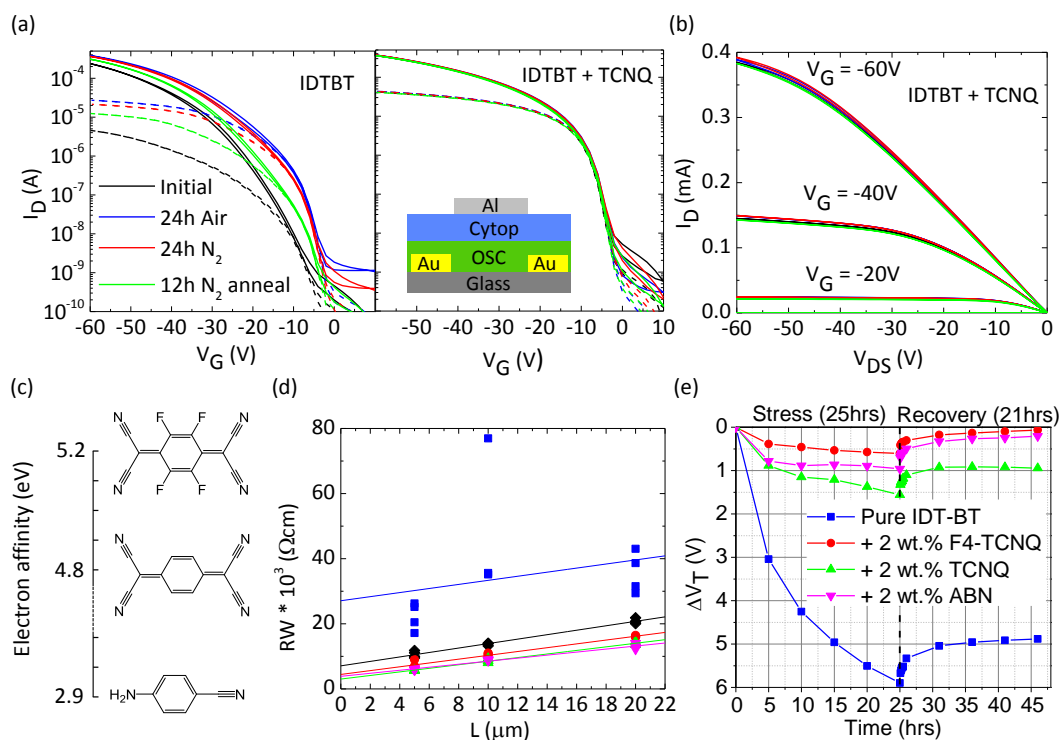 (a)
10⁻⁴
10⁻⁵
10⁻⁶
10⁻⁷
10⁻⁸
10⁻⁹
10⁻¹⁰
I_D (A)
IDTBT
Initial
24h Air
24h N₂
12h N₂ anneal
-60 -50 -40 -30 -20 -10 0
V_G (V)
IDTBT + TCNQ
Al
Cytop
OSC
Au Au
Glass
-50 -40 -30 -20 -10 0 10
V_G (V)
(b)
0.4
0.3
0.2
0.1
0.0
I_D (mA)
V_G = -60V
IDTBT + TCNQ
V_G = -40V
V_G = -20V
-60 -50 -40 -30 -20 -10 0
V_DS (V)
(c)
Electron affinity (eV)
5.2
4.8
2.9
N N
F F
F F
N N
N N
N N
H₂N N
(d)
80
60
40
20
0
RW * 10³ (Ωcm)
0 2 4 6 8 10 12 14 16 18 20 22
L (μm)
(e)
Stress (25hrs) Recovery (21hrs)
0
1
2
3
4
5
6
ΔV_T (V)
Pure IDT-BT
+ 2 wt.% F4-TCNQ
+ 2 wt.% TCNQ
+ 2 wt.% ABN
0 5 10 15 20 25 30 35 40 45
Time (hrs)